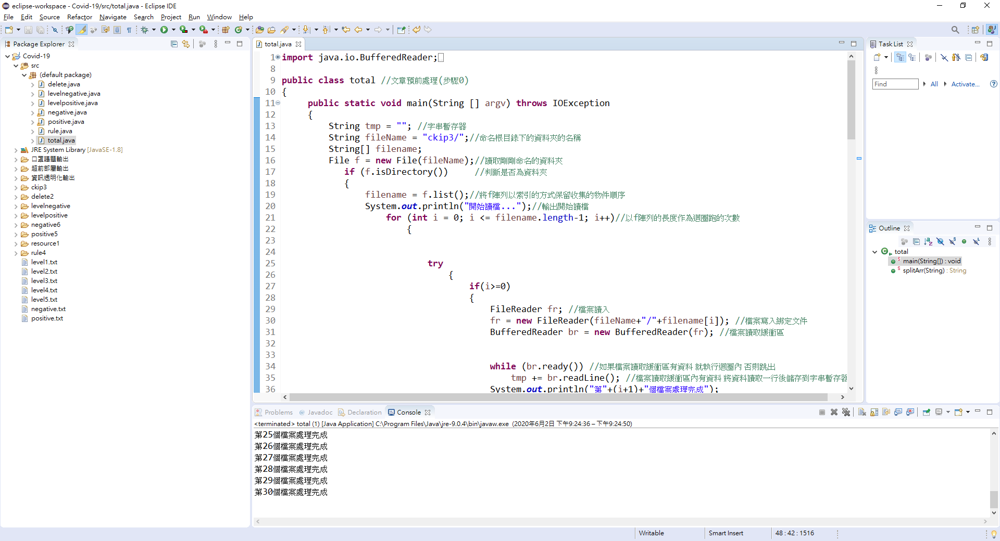 eclipse-workspace - Covid-19/src/total.java - Eclipse IDE
File Edit Source Refactor Navigate Search Project Run Window Help
Package Explorer
Covid-19
src
(default package)
delete.java
levelnegative.java
levelpositive.java
negative.java
positive.java
rule.java
total.java
JRE System Library [JavaSE-1.8]
口罩議題輸出
超前部屬輸出
資訊透明化輸出
ckip3
delete2
levelnegative
levelpositive
negative6
positive5
resource1
rule4
level1.txt
level2.txt
level3.txt
level4.txt
level5.txt
negative.txt
positive.txt
total.java
1 import java.io.BufferedReader;
8
9 public class total //文章預前處理(步驟0)
10 {
11 public static void main(String [] argv) throws IOException
12 {
13 String tmp = ""; //字串暫存器
14 String fileName = "ckip3/";//命名根目錄下的資料夾的名稱
15 String[] filename;
16 File f = new File(fileName);//讀取剛剛命名的資料夾
17 if (f.isDirectory()) //判斷是否為資料夾
18 {
19 filename = f.list();//將f陣列以索引的方式保留收集的物件順序
20 System.out.println("開始讀檔...");//輸出開始讀檔
21 for (int i = 0; i <= filename.length-1; i++)//以f陣列的長度作為迴圈跑的次數
22 {
23
24
25 try
26 {
27 if(i>=0)
28 {
29 FileReader fr; //檔案讀入
30 fr = new FileReader(fileName+"/"+filename[i]); //檔案寫入綁定文件
31 BufferedReader br = new BufferedReader(fr); //檔案讀取緩衝區
32
33
34 while (br.ready()) //如果檔案讀取緩衝區有資料 就執行迴圈內 否則跳出
35 tmp += br.readLine(); //檔案讀取緩衝區內有資料 將資料讀取一行後儲存到字串暫存器
36 System.out.println("第"+(i+1)+"個檔案處理完成");
Task List
Find All Activate...
Outline
total
main(String[]) : void
splitArr(String) : String
Problems @ Javadoc Declaration Console
<terminated> total (1) [Java Application] C:\Program Files\Java\jre-9.0.4\bin\javaw.exe (2020年6月2日 下午9:24:36 – 下午9:24:50)
第25個檔案處理完成
第26個檔案處理完成
第27個檔案處理完成
第28個檔案處理完成
第29個檔案處理完成
第30個檔案處理完成
Writable Smart Insert 48 : 42 : 1516